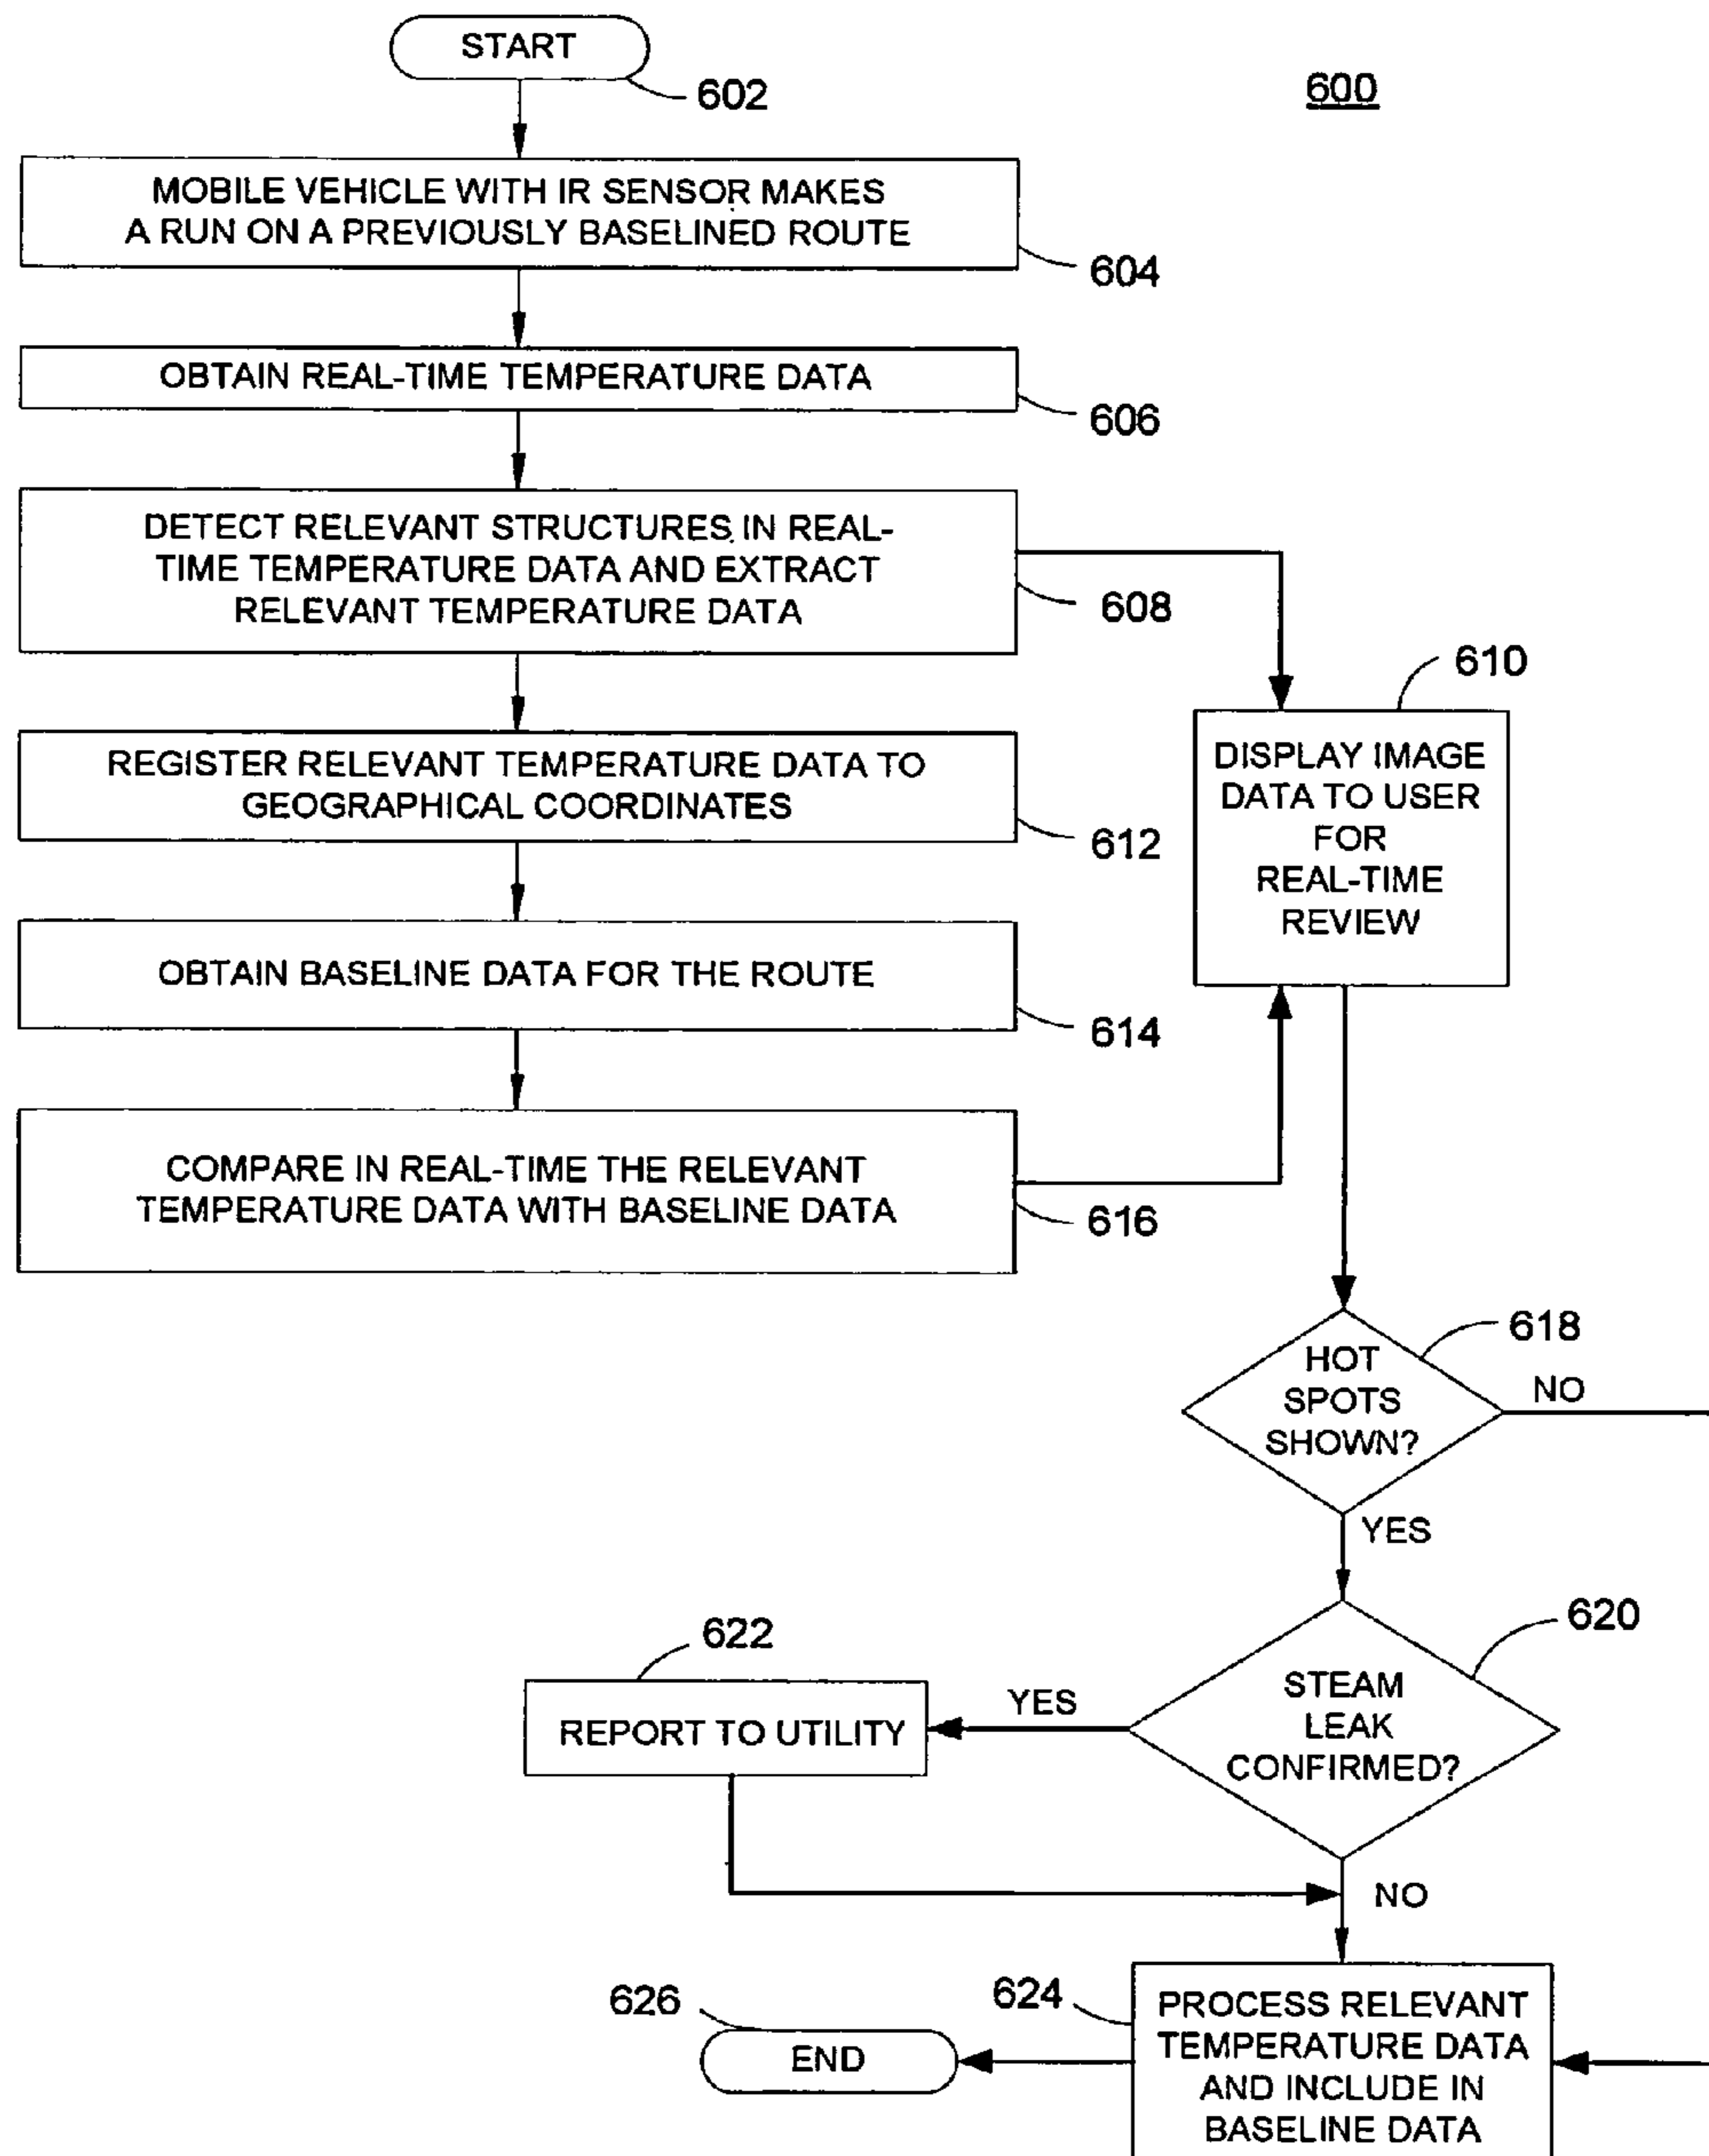 START
602
600
MOBILE VEHICLE WITH IR SENSOR MAKES
A RUN ON A PREVIOUSLY BASELINED ROUTE
604
OBTAIN REAL-TIME TEMPERATURE DATA
606
DETECT RELEVANT STRUCTURES IN REAL-
TIME TEMPERATURE DATA AND EXTRACT
RELEVANT TEMPERATURE DATA
608
610
DISPLAY IMAGE
DATA TO USER
FOR
REAL-TIME
REVIEW
REGISTER RELEVANT TEMPERATURE DATA TO
GEOGRAPHICAL COORDINATES
612
OBTAIN BASELINE DATA FOR THE ROUTE
614
COMPARE IN REAL-TIME THE RELEVANT
TEMPERATURE DATA WITH BASELINE DATA
616
618
HOT
SPOTS
SHOWN?
NO
YES
620
STEAM
LEAK
CONFIRMED?
YES
622
REPORT TO UTILITY
NO
624
PROCESS RELEVANT
TEMPERATURE DATA
AND INCLUDE IN
BASELINE DATA
626
END